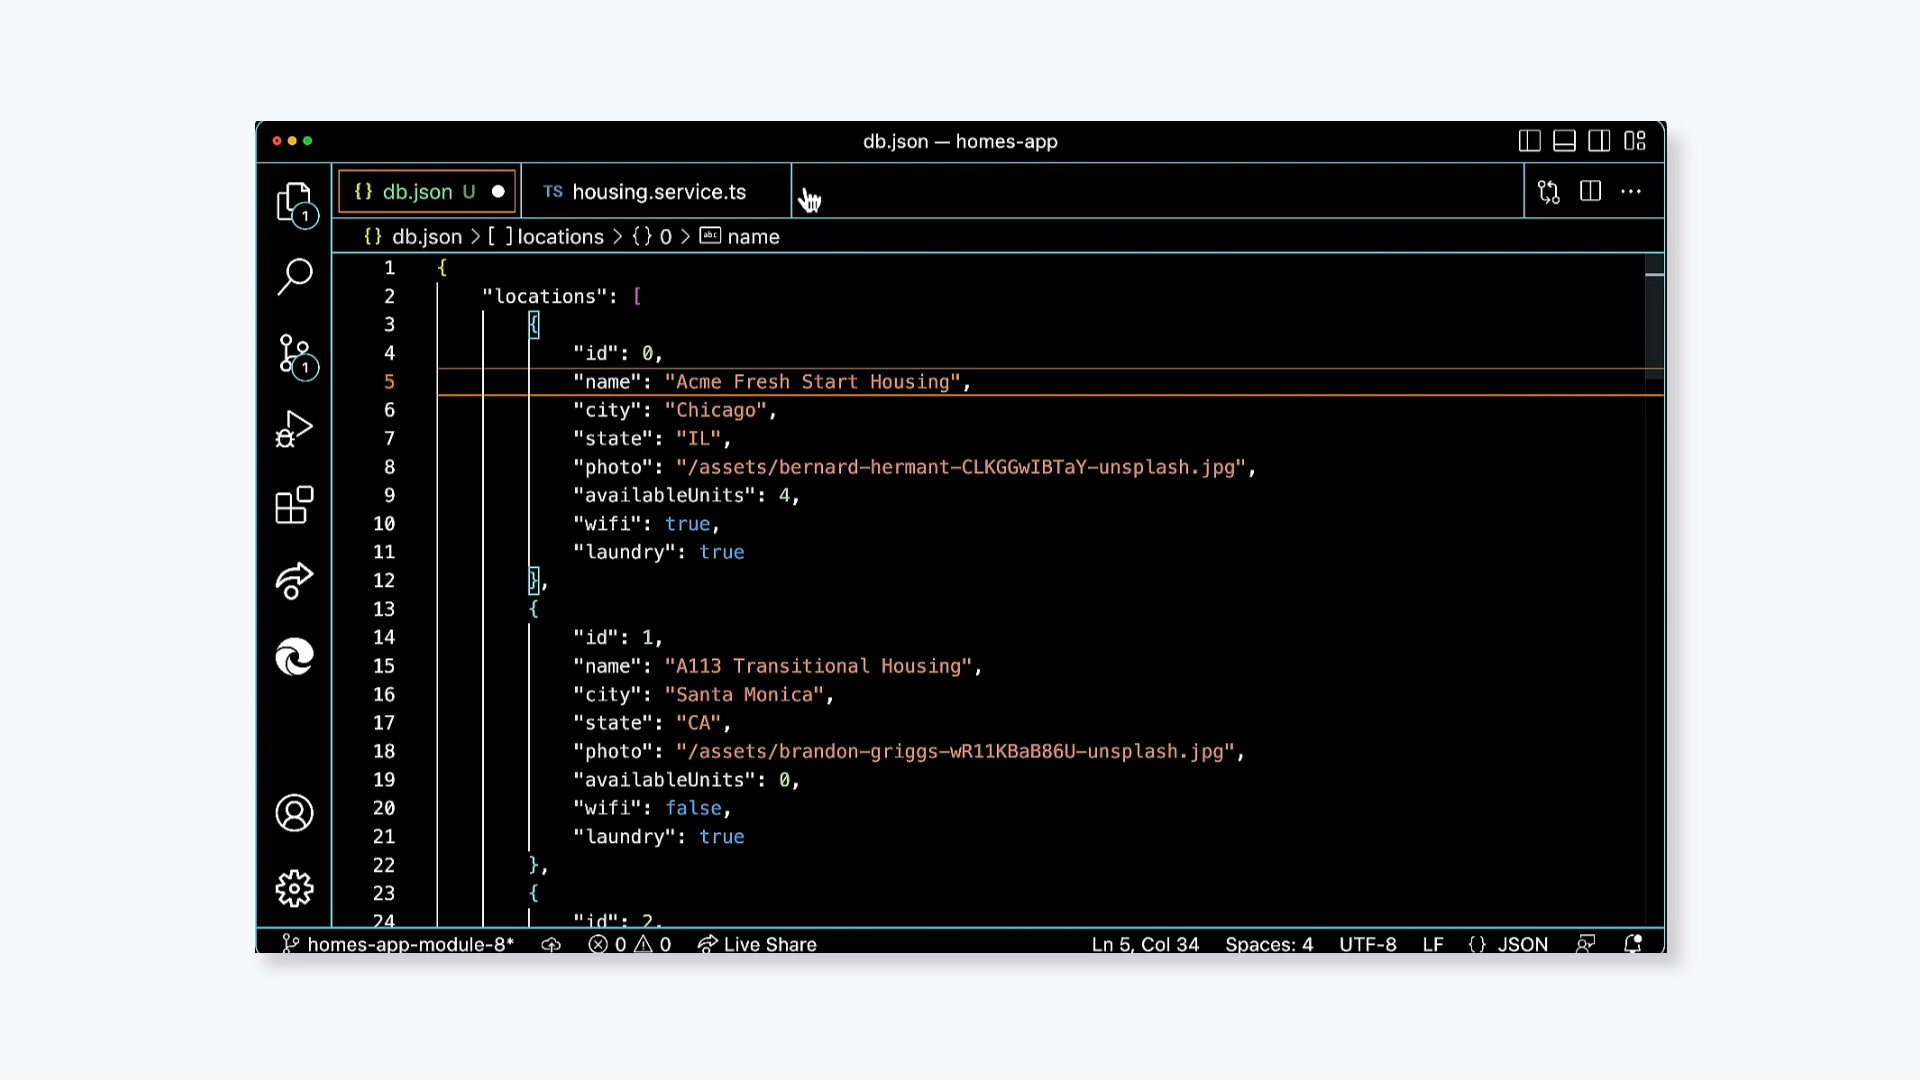 db.json — homes-app
{} db.json U ● TS housing.service.ts
{} db.json > [ ] locations > {} 0 > abc name
1 {
2 "locations": [
3 {
4 "id": 0,
5 "name": "Acme Fresh Start Housing",
6 "city": "Chicago",
7 "state": "IL",
8 "photo": "/assets/bernard-hermant-CLKGGwIBTaY-unsplash.jpg",
9 "availableUnits": 4,
10 "wifi": true,
11 "laundry": true
12 },
13 {
14 "id": 1,
15 "name": "A113 Transitional Housing",
16 "city": "Santa Monica",
17 "state": "CA",
18 "photo": "/assets/brandon-griggs-wR11KBaB86U-unsplash.jpg",
19 "availableUnits": 0,
20 "wifi": false,
21 "laundry": true
22 },
23 {
24 "id": 2,
1
1
homes-app-module-8* 0 0 Live Share Ln 5, Col 34 Spaces: 4 UTF-8 LF {} JSON